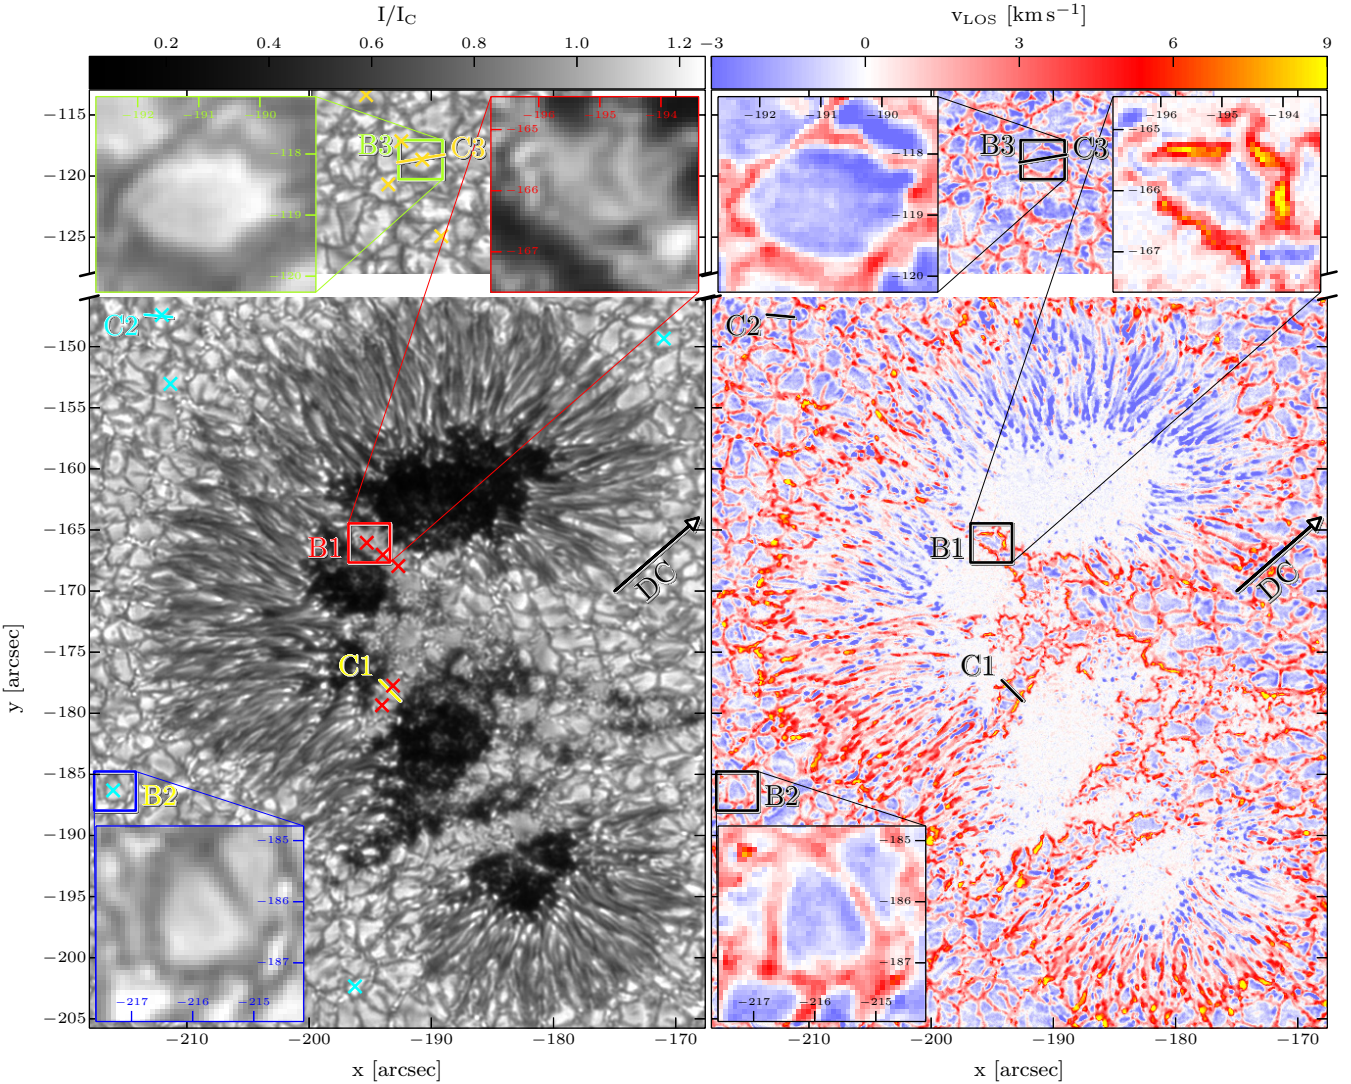 I/I_C
v_LOS [km s⁻¹]
0.2 0.4 0.6 0.8 1.0 1.2
−3 0 3 6 9
−115
−120
−125
−191 −190
−118
−119
−120
B3
C3
−195 −194
−165
−166
−167
−192 −191 −190
−118
−119
−120
B3
C3
−196 −195 −194
−165
−166
−167
C2
C2
−150
−155
−160
−165
−170
−175
−180
−185
−190
−195
−200
−205
B1
DC
B1
DC
C1
C1
B2
B2
−185
−186
−187
−217 −216 −215
−185
−186
−187
−217 −216 −215
y [arcsec]
−210 −200 −190 −180 −170
−210 −200 −190 −180 −170
x [arcsec]
x [arcsec]